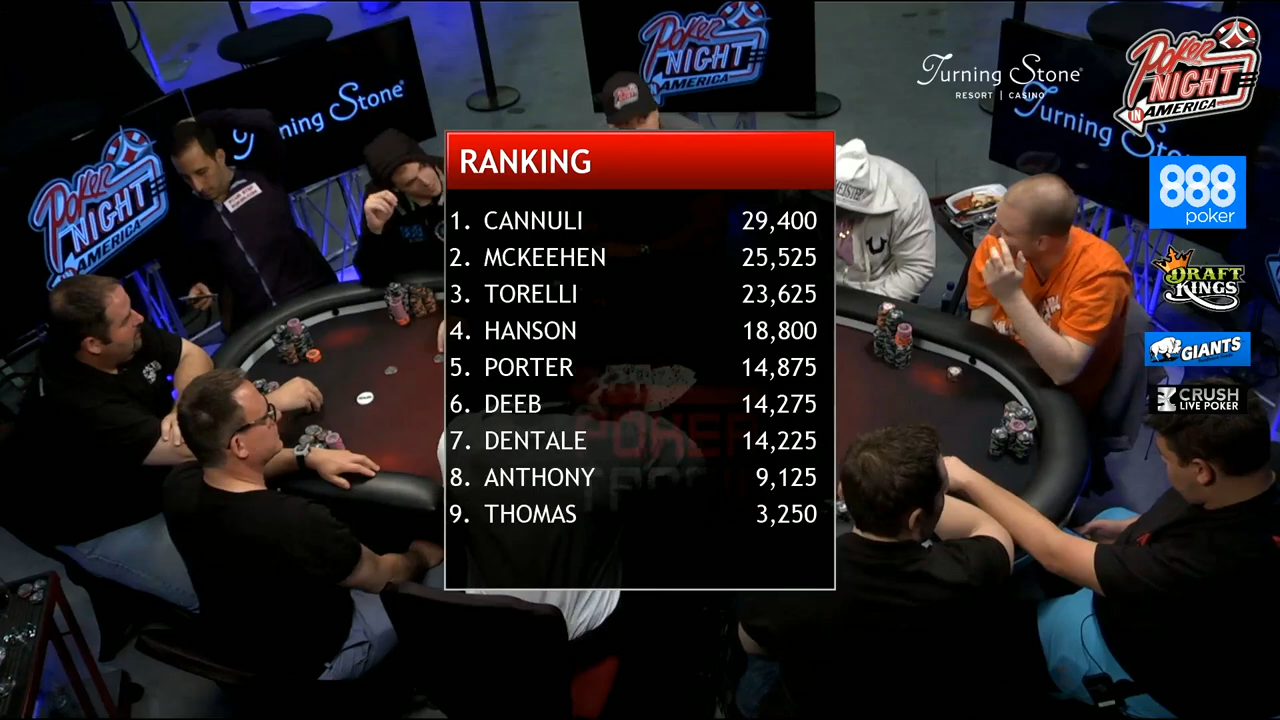 Poker
NIGHT
IN AMERICA
Turning Stone®
RESORT | CASINO
Poker
NIGHT
IN AMERICA
Turning Stone
Turning Sto
Poker
NIGHT
AMERICA
888
poker
DRAFT
KINGS
GIANTS
CRUSH
LIVE POKER
RANKING
1. CANNULI 29,400
2. MCKEEHEN 25,525
3. TORELLI 23,625
4. HANSON 18,800
5. PORTER 14,875
6. DEEB 14,275
7. DENTALE 14,225
8. ANTHONY 9,125
9. THOMAS 3,250